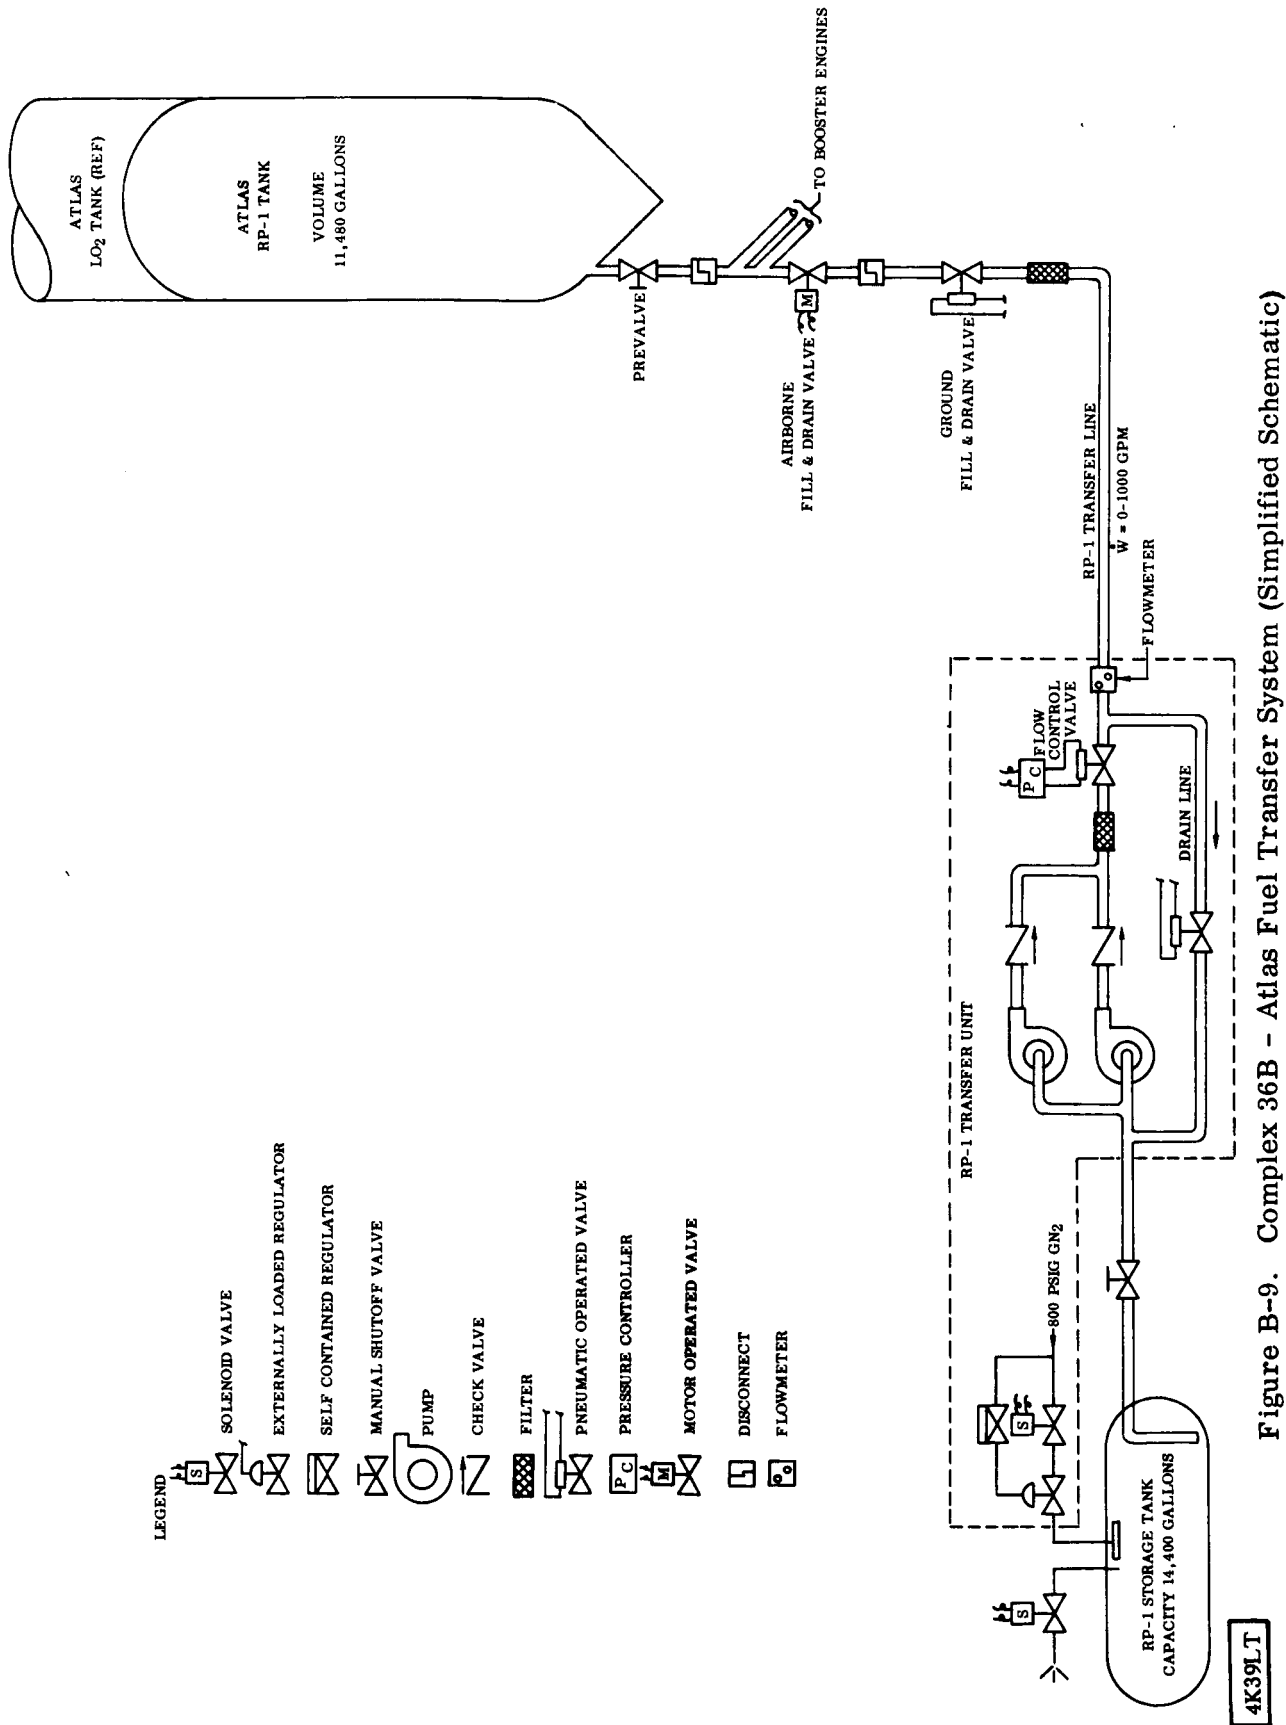 ATLAS
LO2 TANK (REF)
ATLAS
RP-1 TANK
VOLUME
11,480 GALLONS
PREVALVE
TO BOOSTER ENGINES
M
AIRBORNE
FILL & DRAIN VALVE
GROUND
FILL & DRAIN VALVE
RP-1 TRANSFER LINE
Ẇ = 0-1000 GPM
FLOWMETER
LEGEND
S
SOLENOID VALVE
EXTERNALLY LOADED REGULATOR
SELF CONTAINED REGULATOR
MANUAL SHUTOFF VALVE
PUMP
CHECK VALVE
FILTER
PNEUMATIC OPERATED VALVE
P C
PRESSURE CONTROLLER
M
MOTOR OPERATED VALVE
DISCONNECT
FLOWMETER
RP-1 TRANSFER UNIT
P C
FLOW
CONTROL
VALVE
DRAIN LINE
800 PSIG GN2
S
S
RP-1 STORAGE TANK
CAPACITY 14,400 GALLONS
4K39LT
Figure B-9. Complex 36B - Atlas Fuel Transfer System (Simplified Schematic)